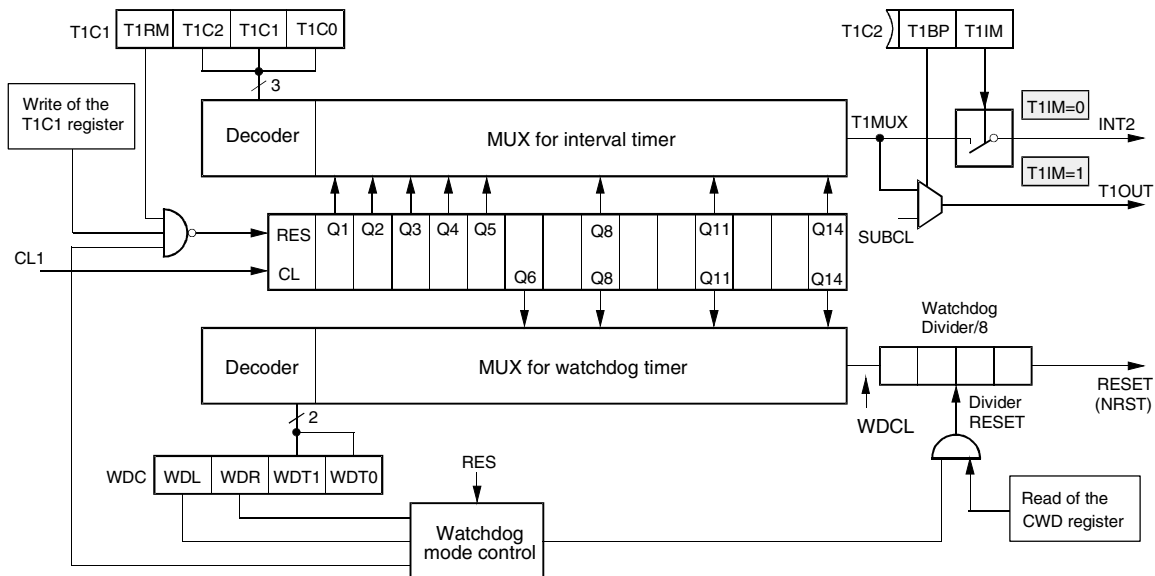 T1C1 T1RM T1C2 T1C1 T1C0
T1C2 T1BP T1IM
3
Write of the
T1C1 register
Decoder
MUX for interval timer
T1MUX
T1IM=0
INT2
T1IM=1
T1OUT
SUBCL
RES Q1 Q2 Q3 Q4 Q5 Q8 Q11 Q14
CL1
CL Q6 Q8 Q11 Q14
Watchdog
Divider/8
Decoder
MUX for watchdog timer
RESET
(NRST)
Divider
RESET
WDCL
2
WDC WDL WDR WDT1 WDT0
RES
Read of the
CWD register
Watchdog
mode control